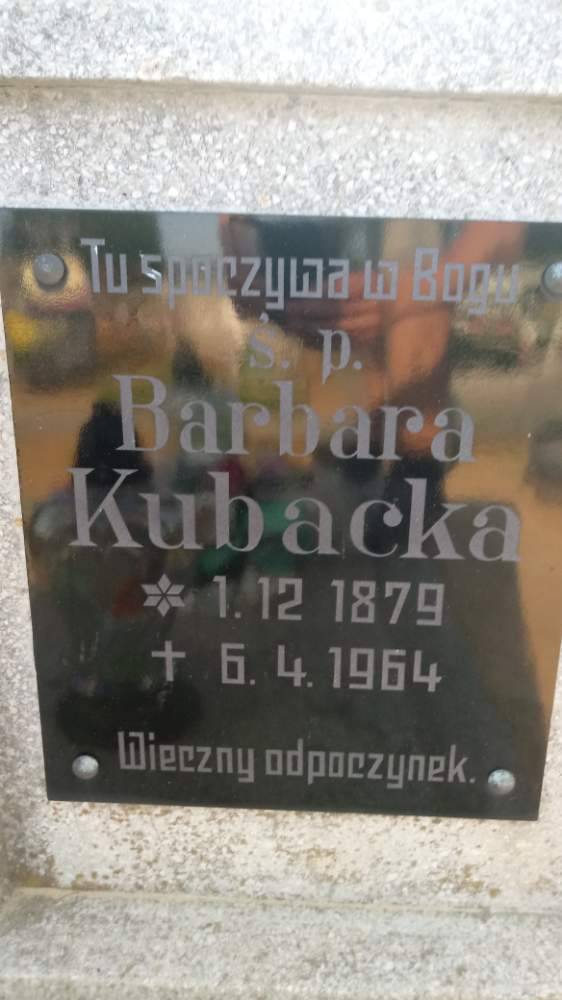 Tu spoczywa w Bogu
ś. p.
Barbara
Kubacka
* 1. 12 1879
† 6. 4. 1964
Wieczny odpoczynek.